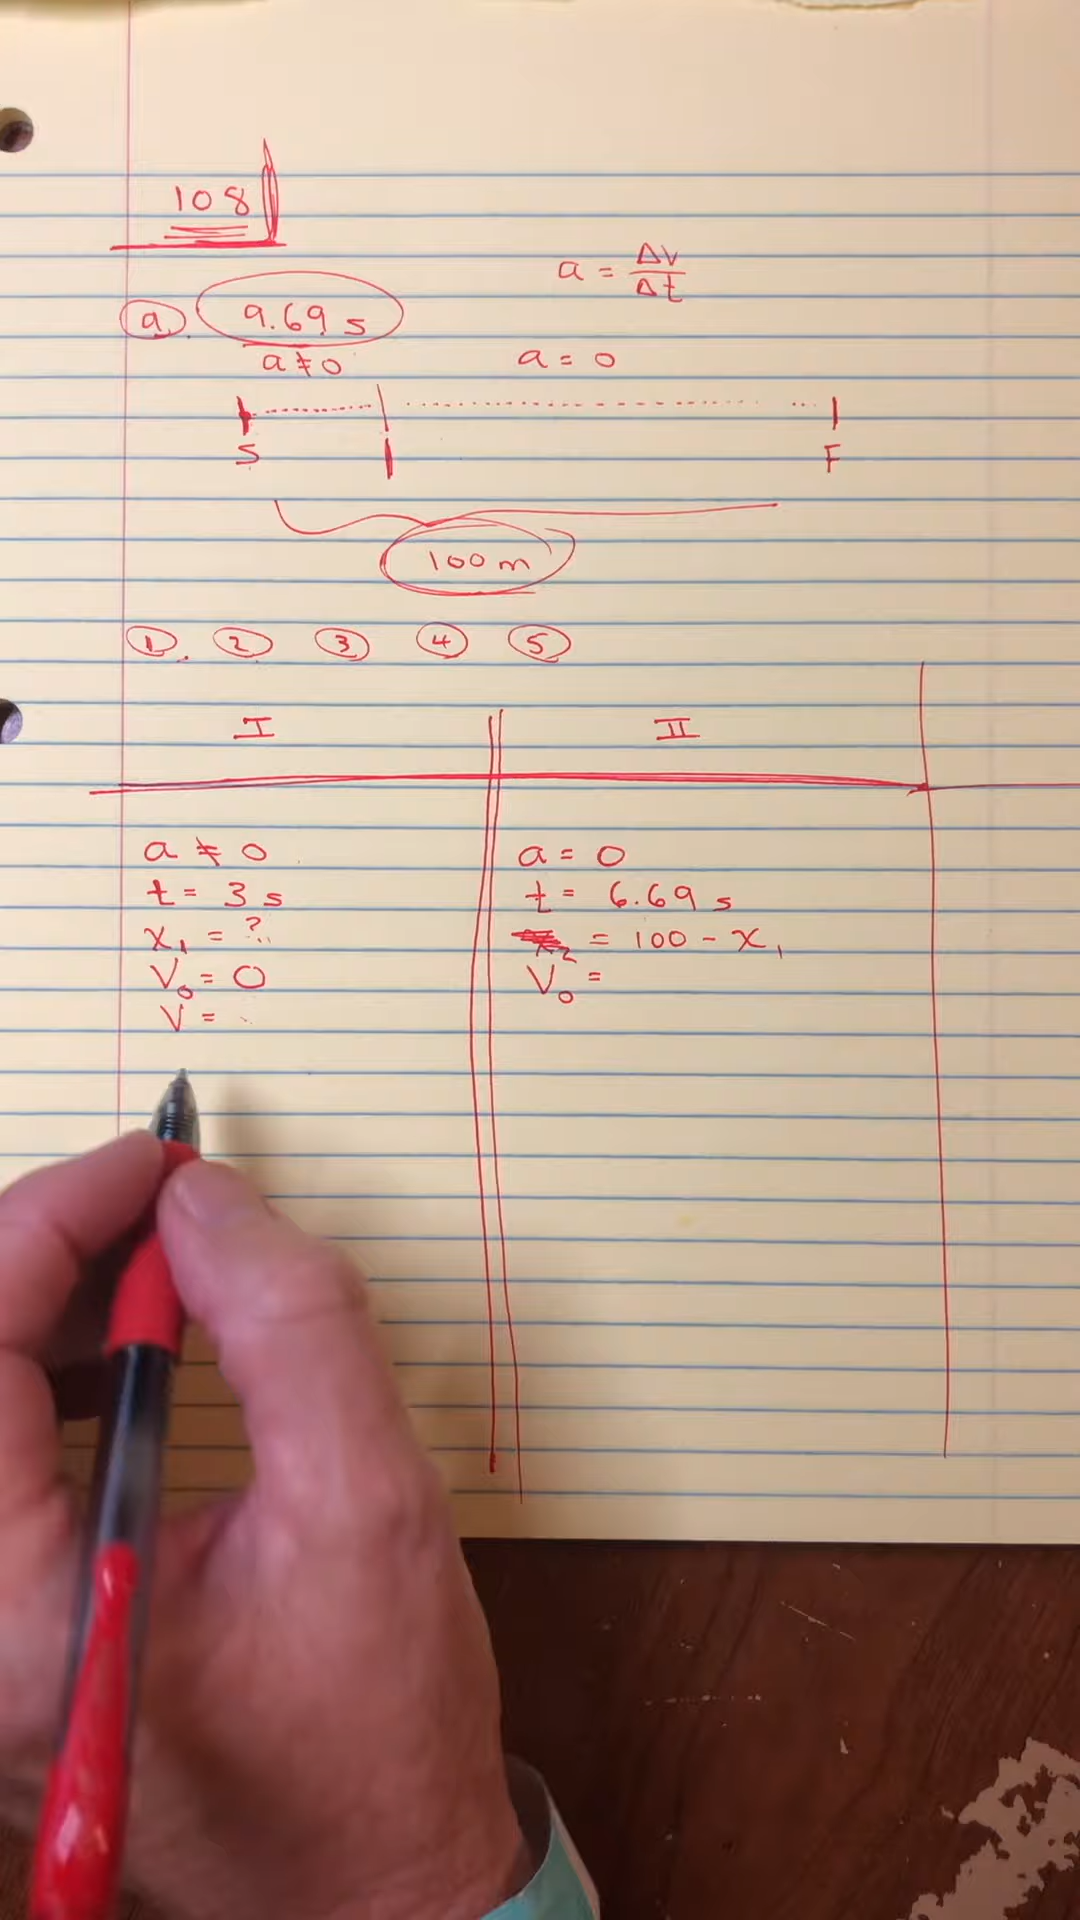 108
a = Δv/Δt
a. 9.69 s
a ≠ 0 a = 0
S F
100 m
1. 2 3 4 5
I II
a ≠ 0 a = 0
t = 3 s t = 6.69 s
x₁ = ? = 100 - x₁
V₀ = 0 V₀ =
V =